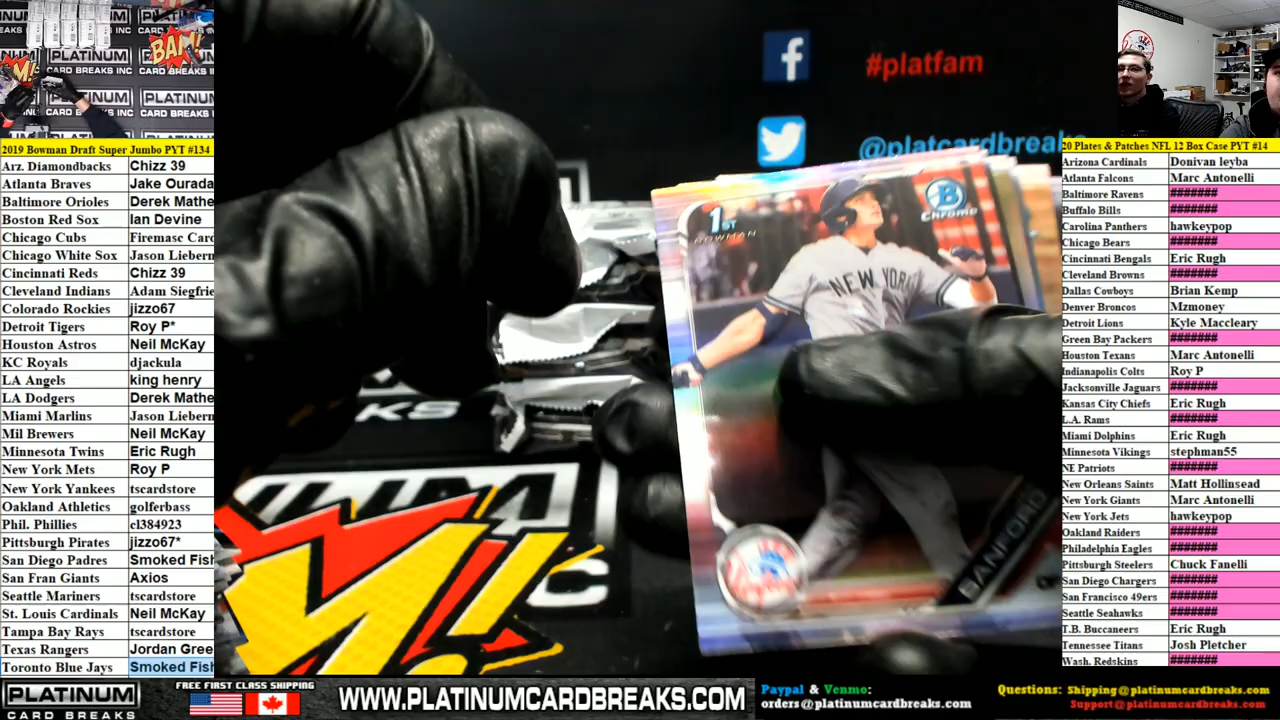 PLATINUM
CARD BREAKS INC
BAM!
PLATINUM
CARD BREAKS INC
2019 Bowman Draft Super Jumbo PYT #134
Arz. Diamondbacks Chizz 39
Atlanta Braves Jake Ourada
Baltimore Orioles Derek Mathe
Boston Red Sox Ian Devine
Chicago Cubs Firemasc Card
Chicago White Sox Jason Liebern
Cincinnati Reds Chizz 39
Cleveland Indians Adam Siegfrie
Colorado Rockies jizzo67
Detroit Tigers Roy P*
Houston Astros Neil McKay
KC Royals djackula
LA Angels king henry
LA Dodgers Derek Mathe
Miami Marlins Jason Liebern
Mil Brewers Neil McKay
Minnesota Twins Eric Rugh
New York Mets Roy P
New York Yankees tscardstore
Oakland Athletics golferbass
Phil. Phillies cl384923
Pittsburgh Pirates jizzo67*
San Diego Padres Smoked Fish
San Fran Giants Axios
Seattle Mariners tscardstore
St. Louis Cardinals Neil McKay
Tampa Bay Rays tscardstore
Texas Rangers Jordan Gree
Toronto Blue Jays Smoked Fish
#platfam
@platcardbreaks
1ST
BOWMAN
B
CHROME
NEW YORK
20 Plates & Patches NFL 12 Box Case PYT #14
Arizona Cardinals Donivan leyba
Atlanta Falcons Marc Antonelli
Baltimore Ravens #######
Buffalo Bills #######
Carolina Panthers hawkeypop
Chicago Bears #######
Cincinnati Bengals Eric Rugh
Cleveland Browns #######
Dallas Cowboys Brian Kemp
Denver Broncos Mzmoney
Detroit Lions Kyle Maccleary
Green Bay Packers #######
Houston Texans Marc Antonelli
Indianapolis Colts Roy P
Jacksonville Jaguars #######
Kansas City Chiefs Eric Rugh
L.A. Rams #######
Miami Dolphins Eric Rugh
Minnesota Vikings stephman55
NE Patriots #######
New Orleans Saints Matt Hollinsead
New York Giants Marc Antonelli
New York Jets hawkeypop
Oakland Raiders #######
Philadelphia Eagles #######
Pittsburgh Steelers Chuck Fanelli
San Diego Chargers #######
San Francisco 49ers #######
Seattle Seahawks #######
T.B. Buccaneers Eric Rugh
Tennessee Titans Josh Pletcher
Wash. Redskins #######
PLATINUM
CARD BREAKS
FREE FIRST CLASS SHIPPING
WWW.PLATINUMCARDBREAKS.COM
Paypal & Venmo:
orders@platinumcardbreaks.com
Questions: Shipping@platinumcardbreaks.com
Support@platinumcardbreaks.com